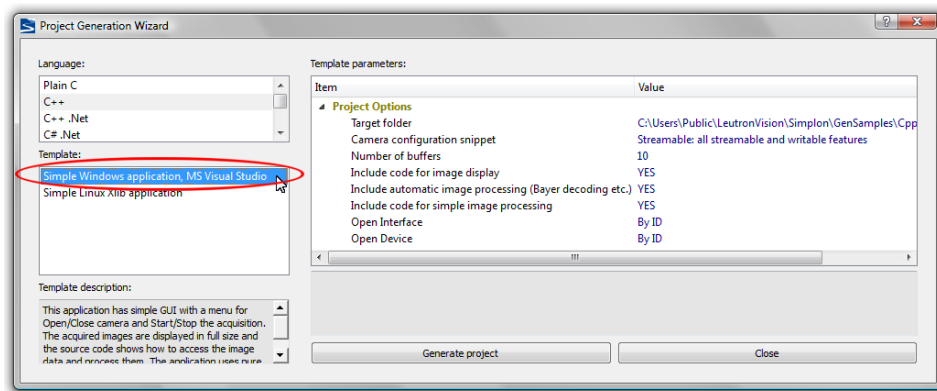 Project Generation Wizard
Language:
Plain C
C++
C++ .Net
C# .Net
Template:
Simple Windows application, MS Visual Studio
Simple Linux Xlib application
Template description:
This application has simple GUI with a menu for
Open/Close camera and Start/Stop the acquisition.
The acquired images are displayed in full size and
the source code shows how to access the image
data and process them. The application uses pure
Template parameters:
Item Value
Project Options
Target folder C:\Users\Public\LeutronVision\Simplon\GenSamples\Cpp
Camera configuration snippet Streamable: all streamable and writable features
Number of buffers 10
Include code for image display YES
Include automatic image processing (Bayer decoding etc.) YES
Include code for simple image processing YES
Open Interface By ID
Open Device By ID
Generate project Close